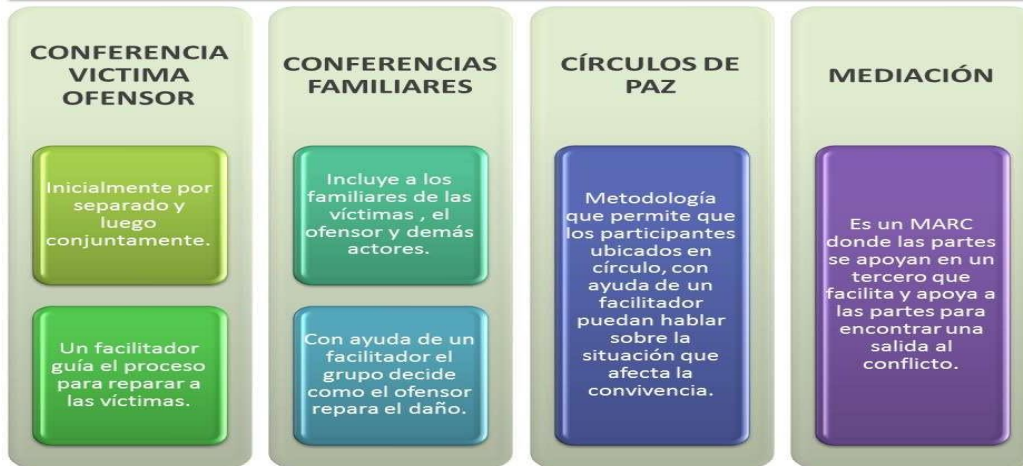 CONFERENCIA
VICTIMA
OFENSOR
Inicialmente por
separado y
luego
conjuntamente.
Un facilitador
guía el proceso
para reparar a
las víctimas.
CONFERENCIAS
FAMILIARES
Incluye a los
familiares de las
víctimas , el
ofensor y demás
actores.
Con ayuda de un
facilitador el
grupo decide
como el ofensor
repara el daño.
CÍRCULOS DE
PAZ
Metodología
que permite que
los participantes
ubicados en
círculo, con
ayuda de un
facilitador
puedan hablar
sobre la
situación que
afecta la
convivencia.
MEDIACIÓN
Es un MARC
donde las partes
se apoyan en un
tercero que
facilita y apoya a
las partes para
encontrar una
salida al
conflicto.